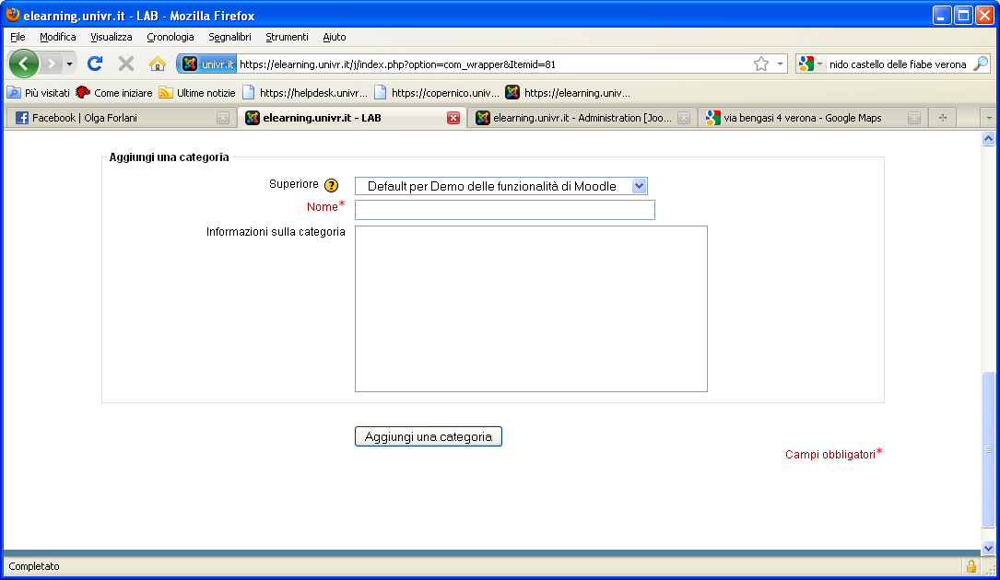 elearning.univr.it - LAB - Mozilla Firefox
File Modifica Visualizza Cronologia Segnalibri Strumenti Aiuto
univr.it https://elearning.univr.it/j/index.php?option=com_wrapper&Itemid=81 nido castello delle fiabe verona
Più visitati Come iniziare Ultime notizie https://helpdesk.univr... https://copernico.univ... https://elearning.univ...
Facebook | Olga Forlani elearning.univr.it - LAB elearning.univr.it - Administration [Joo... via bengasi 4 verona - Google Maps
Aggiungi una categoria
Superiore ? Default per Demo delle funzionalità di Moodle
Nome*
Informazioni sulla categoria
Aggiungi una categoria
Campi obbligatori*
Completato